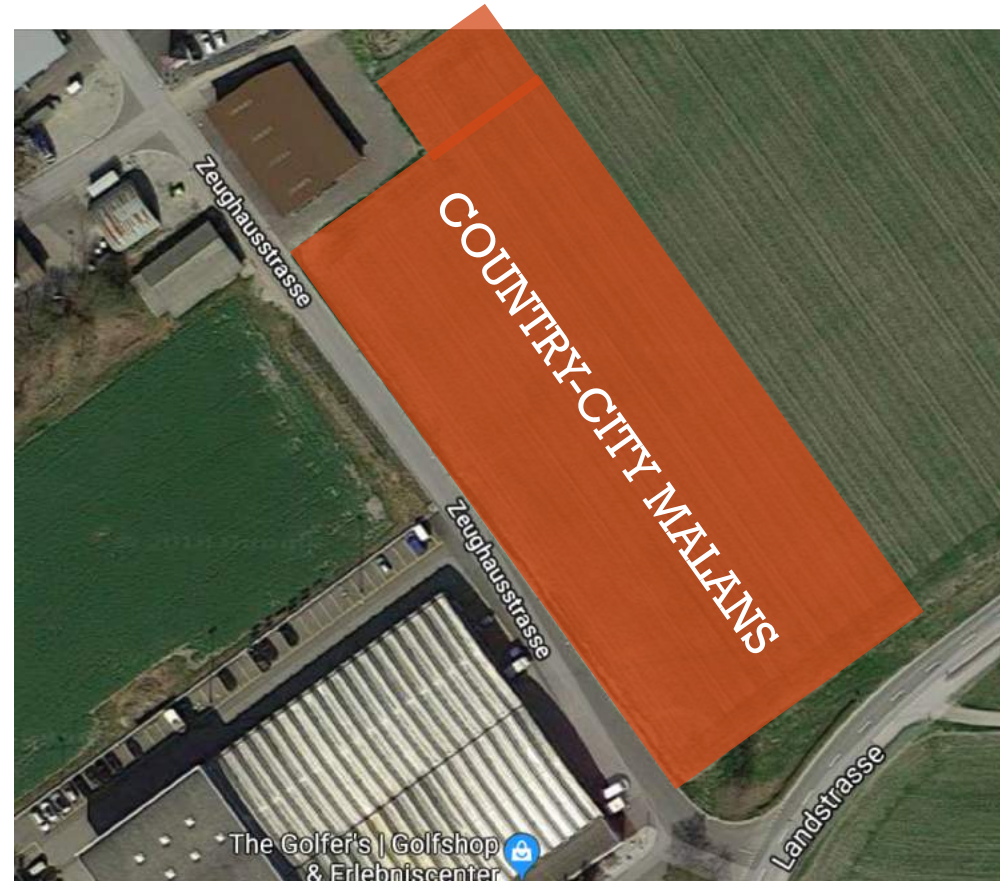 Zeughausstrasse
COUNTRY-CITY MALANS
Zeughausstrasse
Landstrasse
The Golfer's | Golfshop
& Erlebniscenter